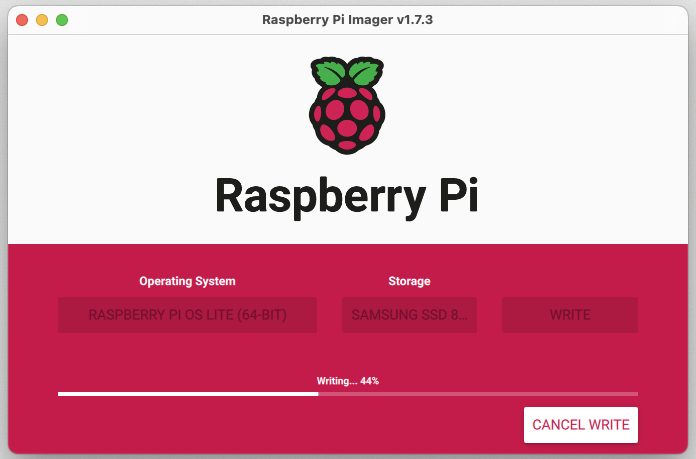 Raspberry Pi Imager v1.7.3
Raspberry Pi
Operating System
Storage
RASPBERRY PI OS LITE (64-BIT)
SAMSUNG SSD 8...
WRITE
Writing... 44%
CANCEL WRITE